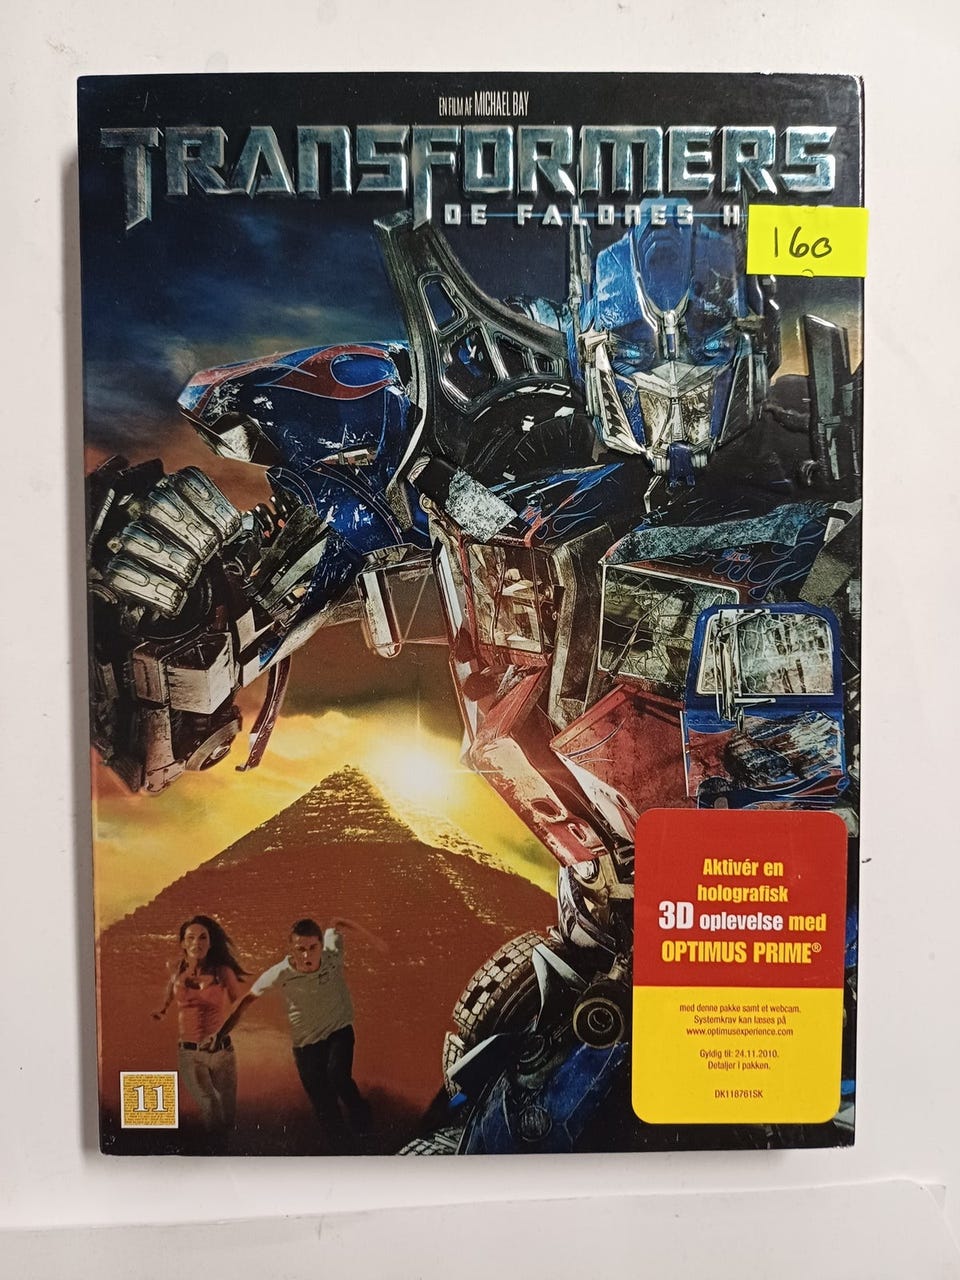 EN FILM AF MICHAEL BAY
TRANSFORMERS
DE FALDNES
160
Aktivér en
holografisk
3D oplevelse med
OPTIMUS PRIME®
med denne pakke samt et webcam.
Systemkrav kan læses på
www.optimusexperience.com
Gyldig til: 24.11.2010.
Detaljer i pakken.
DK118761SK
11